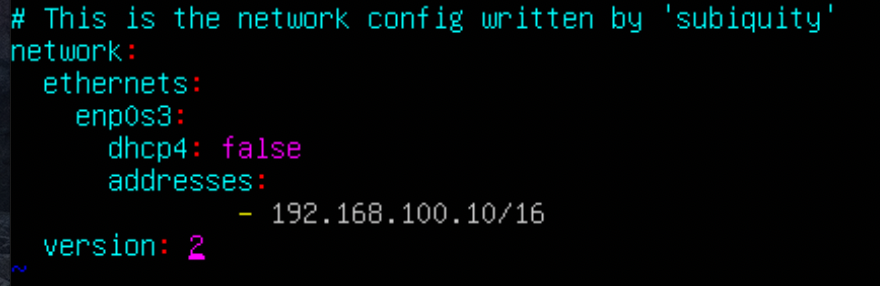 # This is the network config written by 'subiquity'
network:
  ethernets:
    enp0s3:
      dhcp4: false
      addresses:
              - 192.168.100.10/16
  version: 2
~